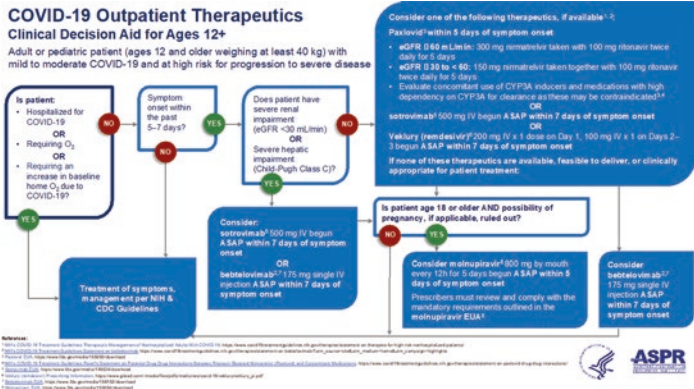 COVID-19 Outpatient Therapeutics
Clinical Decision Aid for Ages 12+
Adult or pediatric patient (ages 12 and older weighing at least 40 kg) with
mild to moderate COVID-19 and at high risk for progression to severe disease
Is patient:
• Hospitalized for
COVID-19
OR
• Requiring O2
OR
• Requiring an
increase in baseline
home O2 due to
COVID-19?
NO
YES
Symptom
onset within
the past
5–7 days?
YES
NO
Does patient have
severe renal
impairment
(eGFR <30 mL/min)
OR
Severe hepatic
impairment
(Child-Pugh Class C)?
NO
YES
Consider one of the following therapeutics, if available1, 2:
Paxlovid3 within 5 days of symptom onset
• eGFR ▯ 60 mL/min: 300 mg nirmatrelvir taken with 100 mg ritonavir twice
daily for 5 days
• eGFR ▯ 30 to < 60: 150 mg nirmatrelvir taken together with 100 mg ritonavir
twice daily for 5 days
• Evaluate concomitant use of CYP3A inducers and medications with high
dependency on CYP3A for clearance as these may be contraindicated3,4
OR
sotrovimab5 500 mg IV begun ASAP within 7 days of symptom onset
OR
Veklury (remdesivir)6 200 mg IV x 1 dose on Day 1, 100 mg IV x 1 on Days 2–
3 begun ASAP within 7 days of symptom onset
If none of these therapeutics are available, feasible to deliver, or clinically
appropriate for patient treatment:
Treatment of symptoms,
management per NIH &
CDC Guidelines
Consider:
sotrovimab5 500 mg IV begun
ASAP within 7 days of symptom
onset
OR
bebtelovimab2,7 175 mg single IV
injection ASAP within 7 days of
symptom onset
Is patient age 18 or older AND possibility of
pregnancy, if applicable, ruled out?
NO
YES
Consider molnupiravir8 800 mg by mouth
every 12h for 5 days begun ASAP within 5
days of symptom onset
Prescribers must review and comply with the
mandatory requirements outlined in the
molnupiravir EUA8
Consider
bebtelovimab2,7
175 mg single IV
injection ASAP
within 7 days of
symptom onset
References:
ASPR